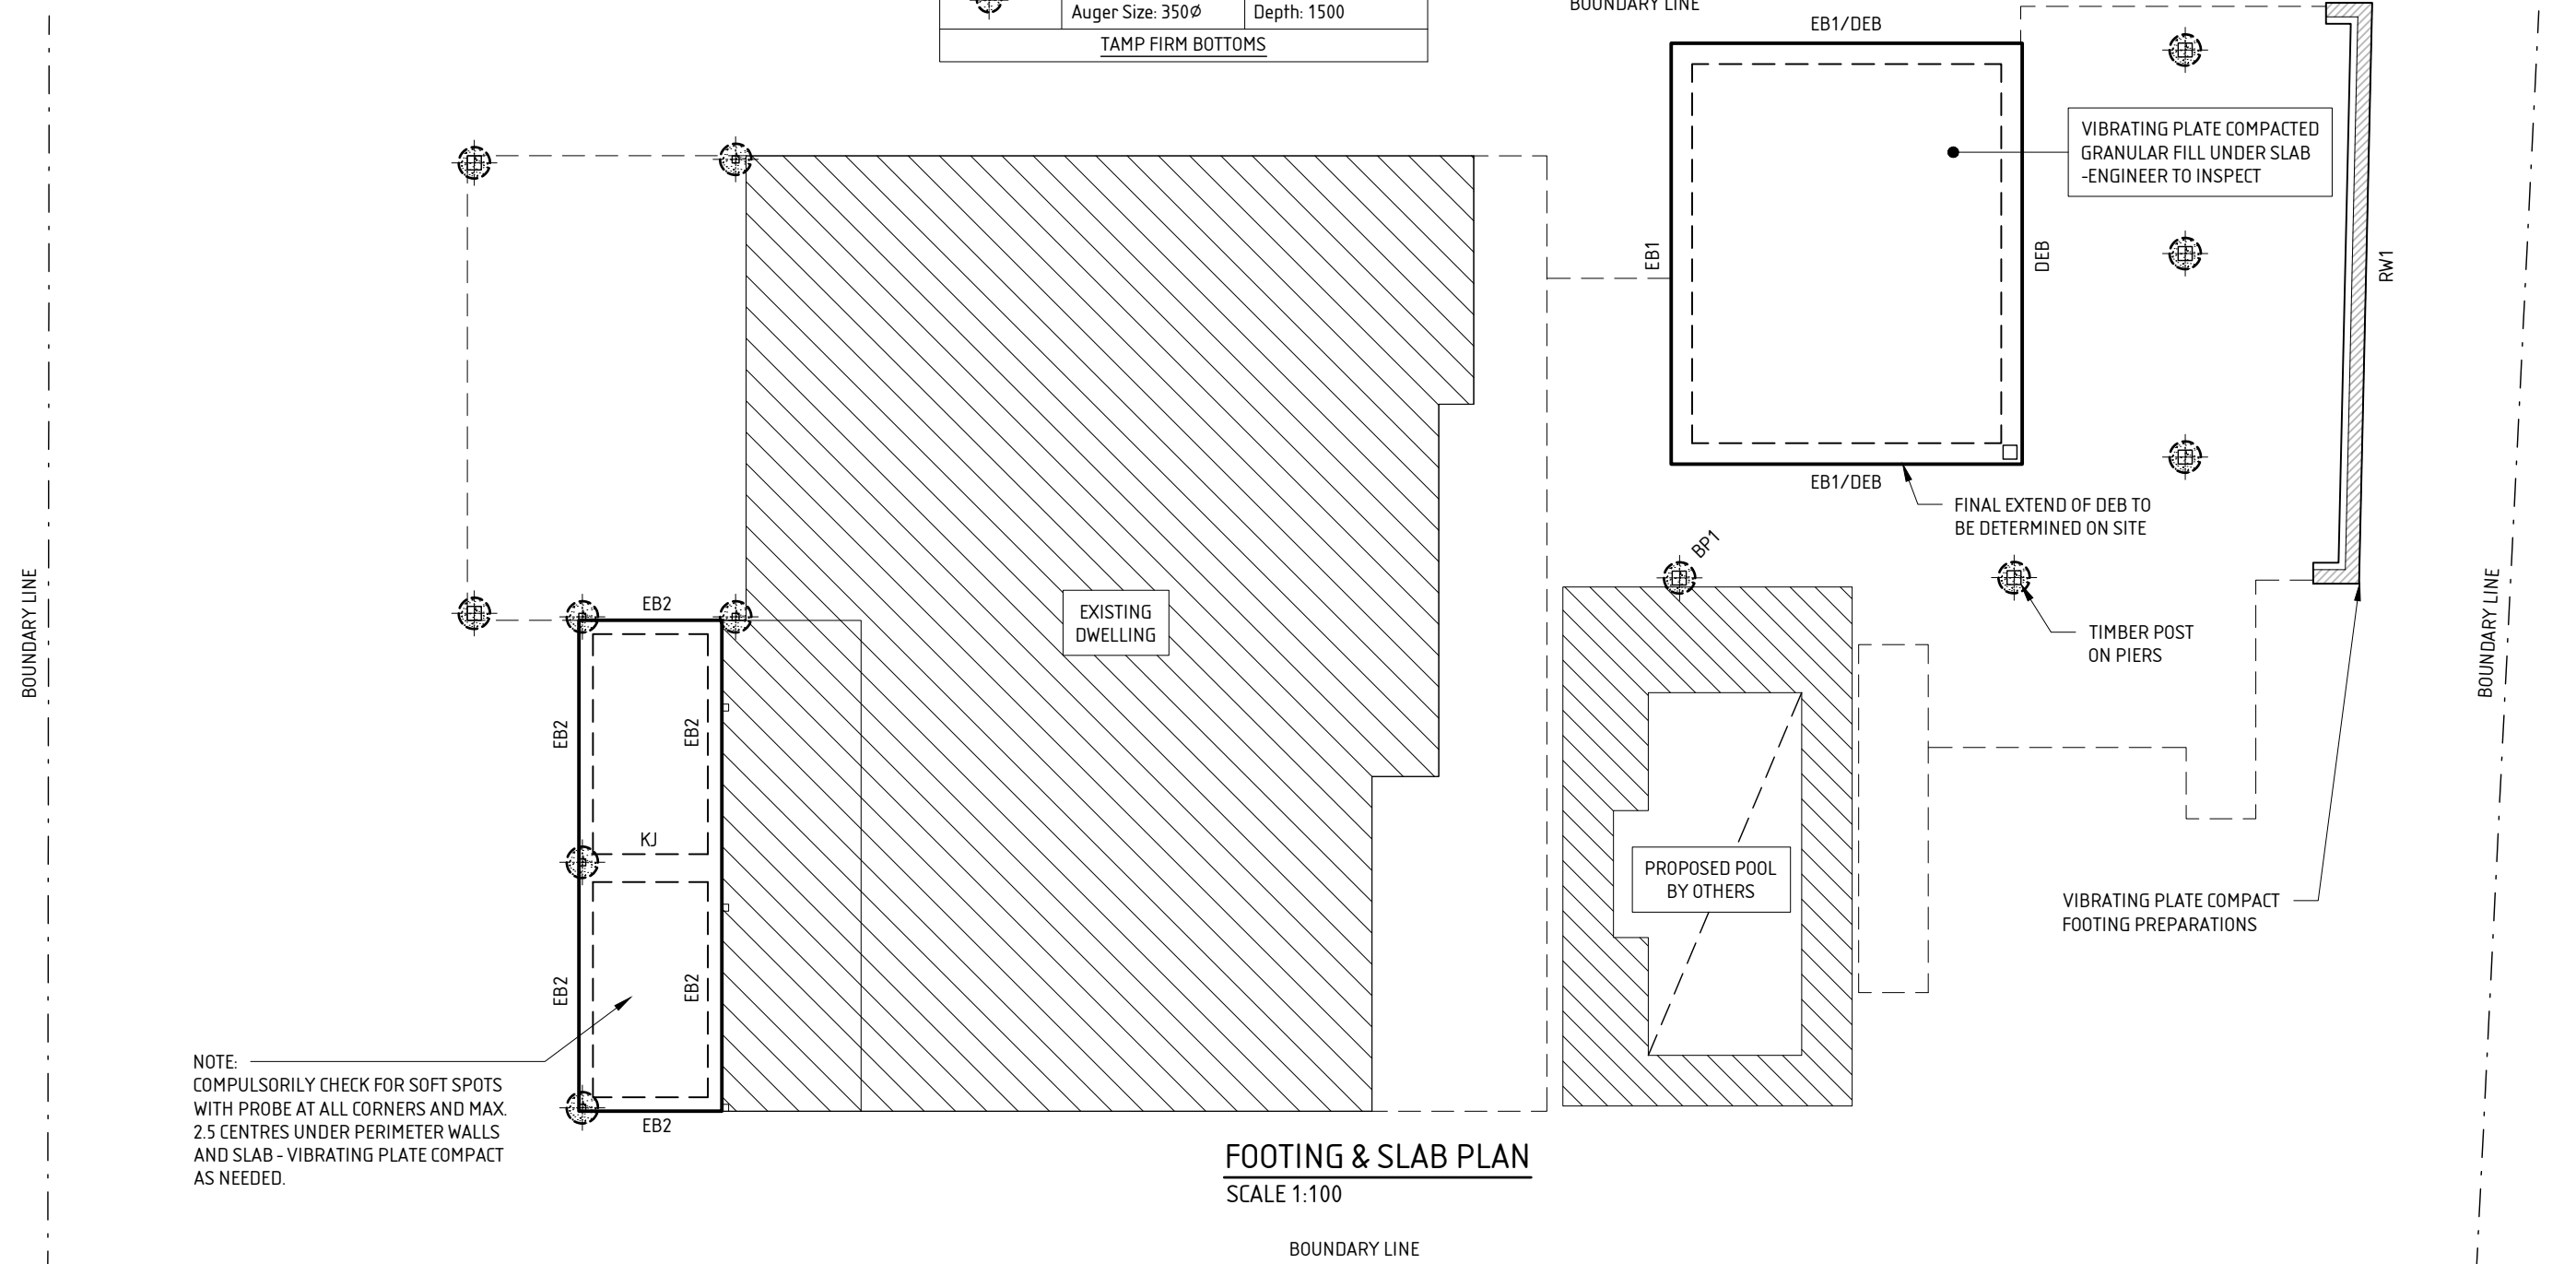 Auger Size: 350Ø
Depth: 1500
TAMP FIRM BOTTOMS
BOUNDARY LINE
EB1/DEB
VIBRATING PLATE COMPACTED
GRANULAR FILL UNDER SLAB
-ENGINEER TO INSPECT
EB1
DEB
RW1
EB1/DEB
FINAL EXTEND OF DEB TO
BE DETERMINED ON SITE
BP1
TIMBER POST
ON PIERS
BOUNDARY LINE
BOUNDARY LINE
EB2
EXISTING
DWELLING
EB2
EB2
KJ
PROPOSED POOL
BY OTHERS
VIBRATING PLATE COMPACT
FOOTING PREPARATIONS
EB2
EB2
NOTE:
COMPULSORILY CHECK FOR SOFT SPOTS
WITH PROBE AT ALL CORNERS AND MAX.
2.5 CENTRES UNDER PERIMETER WALLS
AND SLAB - VIBRATING PLATE COMPACT
AS NEEDED.
EB2
FOOTING & SLAB PLAN
SCALE 1:100
BOUNDARY LINE